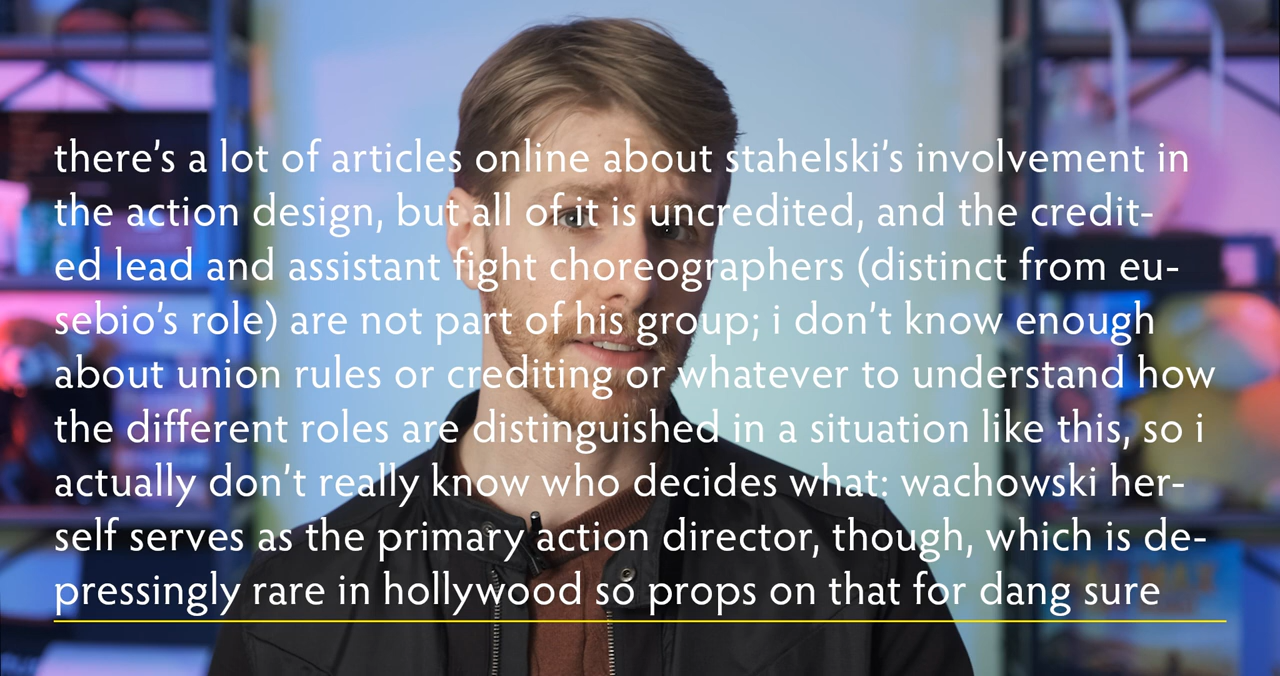 there's a lot of articles online about stahelski's involvement in
the action design, but all of it is uncredited, and the credit-
ed lead and assistant fight choreographers (distinct from eu-
sebio's role) are not part of his group; i don't know enough
about union rules or crediting or whatever to understand how
the different roles are distinguished in a situation like this, so i
actually don't really know who decides what: wachowski her-
self serves as the primary action director, though, which is de-
pressingly rare in hollywood so props on that for dang sure